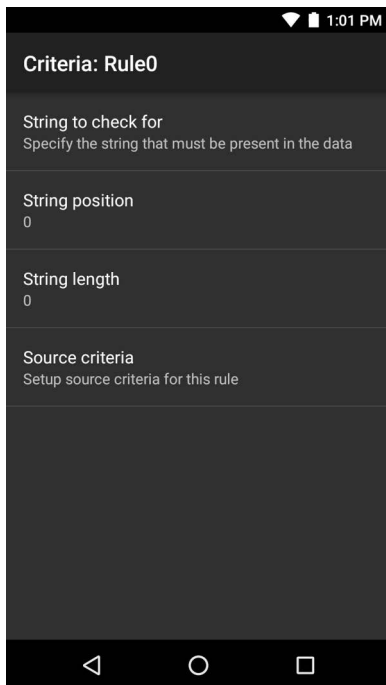 1:01 PM
Criteria: Rule0
String to check for
Specify the string that must be present in the data
String position
0
String length
0
Source criteria
Setup source criteria for this rule